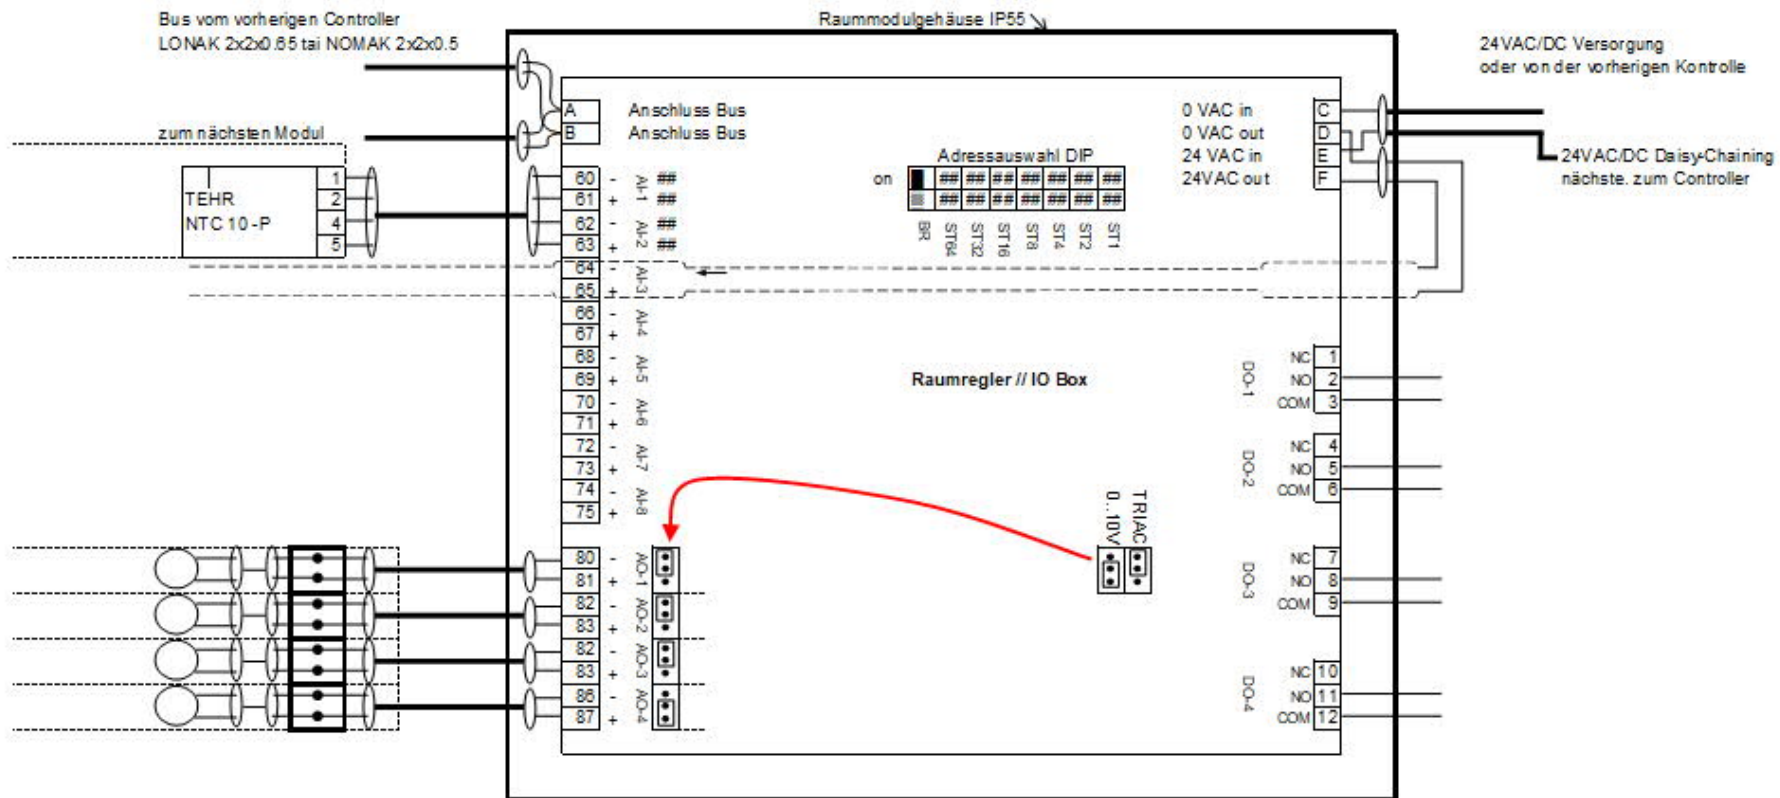 Bus vom vorherigen Controller
LONAK 2x2x0.65 tai NOMAK 2x2x0.5
Raummodulgehäuse IP55
24VAC/DC Versorgung
oder von der vorherigen Kontrolle
A Anschluss Bus
B Anschluss Bus
0 VAC in C
0 VAC out D
24 VAC in E
24VAC out F
zum nächsten Modul
24VAC/DC Daisy-Chaining
nächste. zum Controller
TEHR
NTC 10 -P
1
2
4
5
Adressauswahl DIP
on ## ## ## ## ## ## ##
## ## ## ## ## ## ##
BR ST64 ST32 ST16 ST8 ST4 ST2 ST1
60 - AI-1 ##
61 + ##
62 - AI-2 ##
63 + ##
64 - AI-3
65 +
66 - AI-4
67 +
68 - AI-5
69 +
70 - AI-6
71 +
72 - AI-7
73 +
74 - AI-8
75 +
Raumregler // IO Box
DO-1
NC 1
NO 2
COM 3
DO-2
NC 4
NO 5
COM 6
0..10V TRIAC
80 - AO-1
81 +
82 - AO-2
83 +
82 - AO-3
83 +
86 - AO-4
87 +
DO-3
NC 7
NO 8
COM 9
DO-4
NC 10
NO 11
COM 12